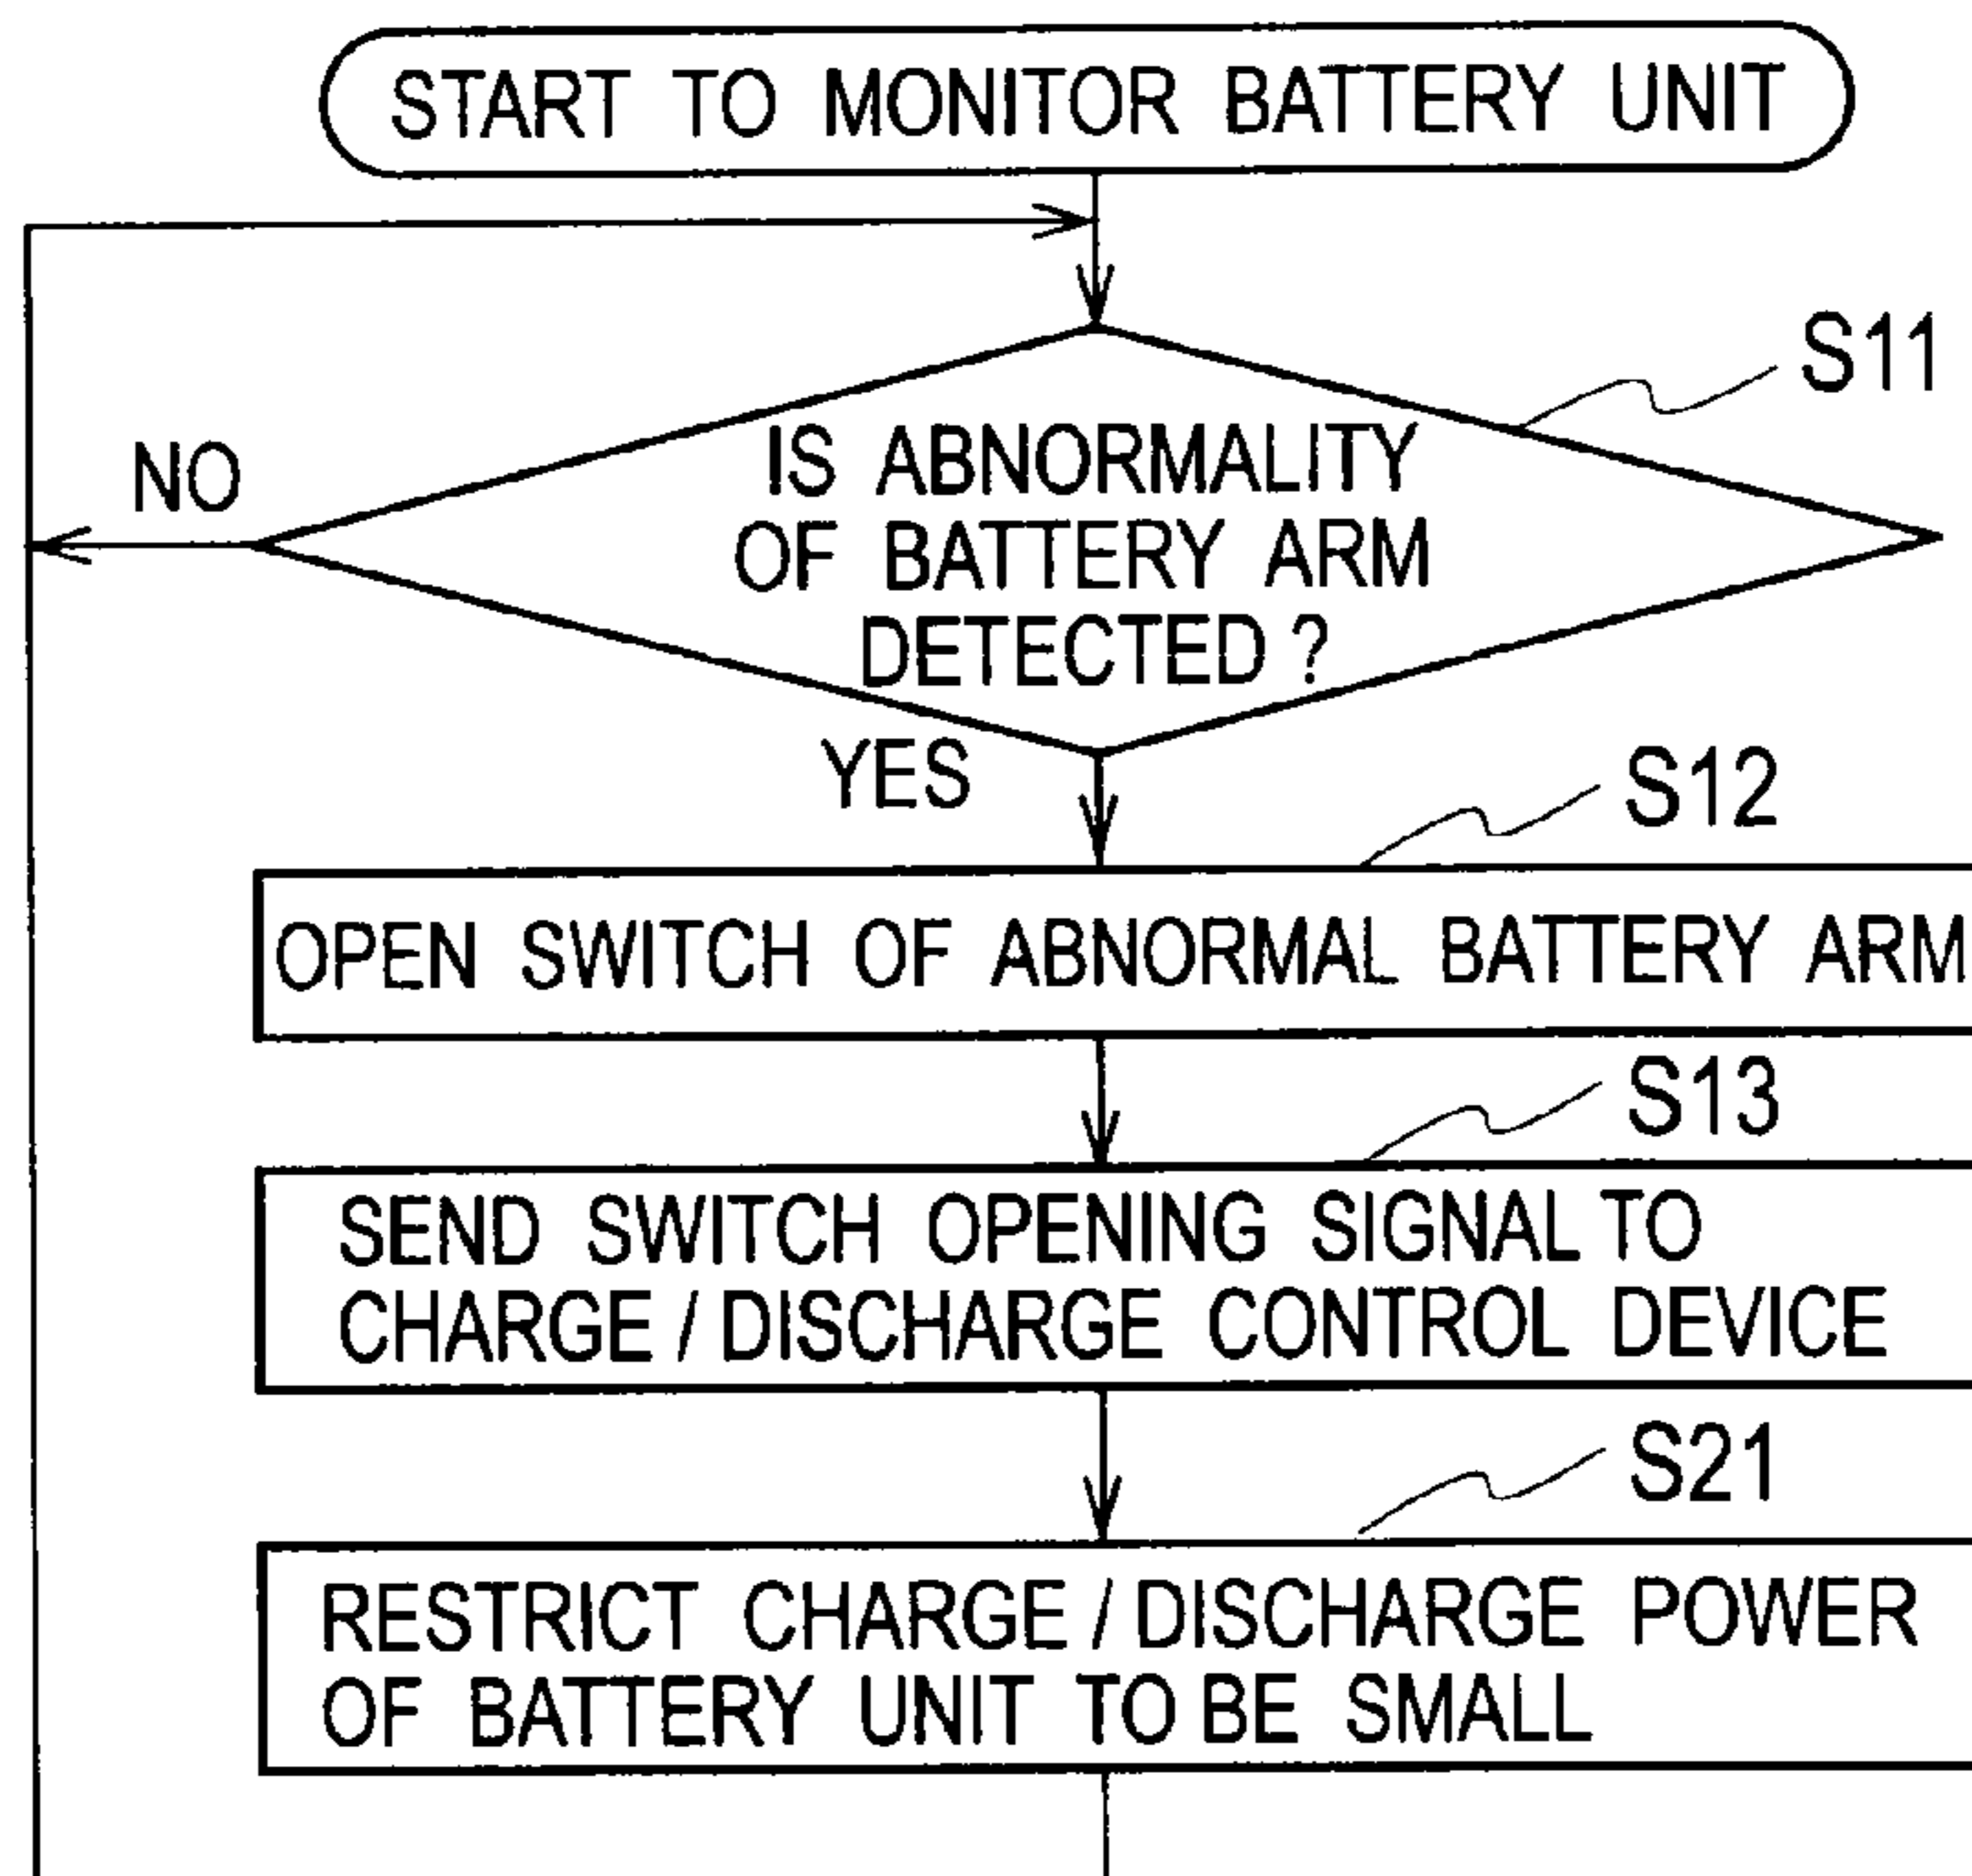 START TO MONITOR BATTERY UNIT
S11
IS ABNORMALITY
OF BATTERY ARM
DETECTED ?
NO
YES
S12
OPEN SWITCH OF ABNORMAL BATTERY ARM
S13
SEND SWITCH OPENING SIGNAL TO
CHARGE / DISCHARGE CONTROL DEVICE
S21
RESTRICT CHARGE / DISCHARGE POWER
OF BATTERY UNIT TO BE SMALL